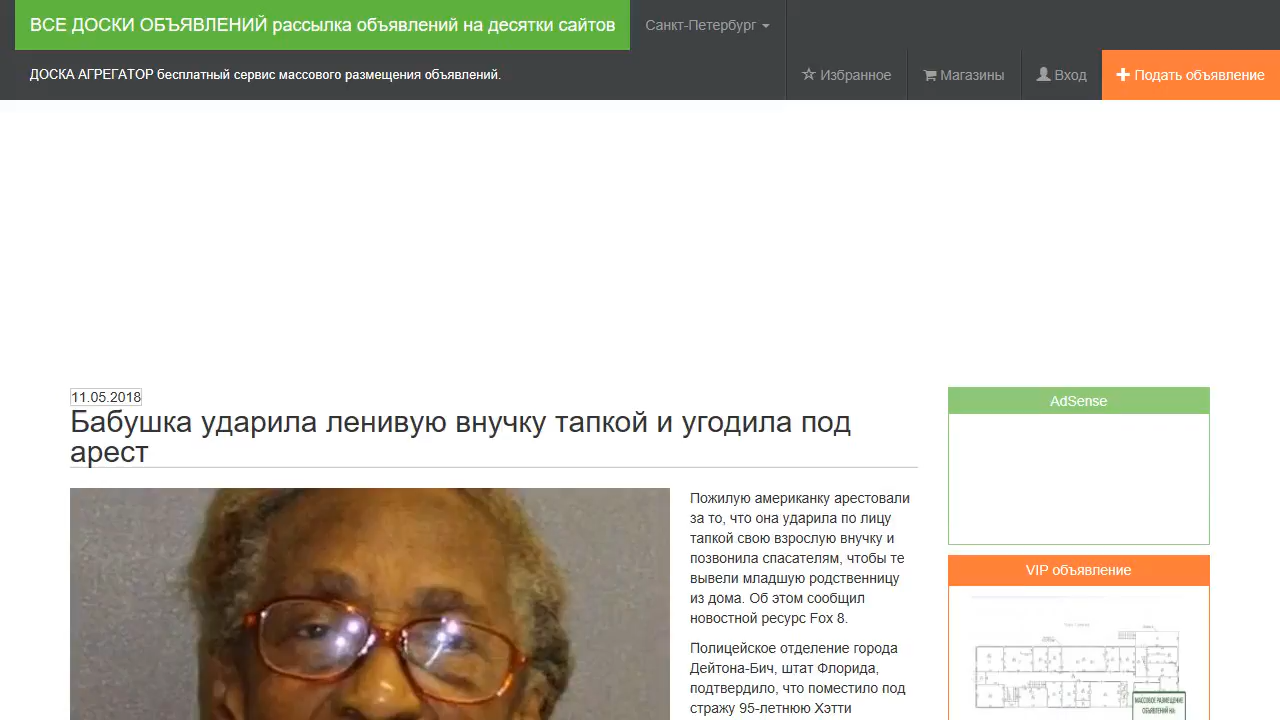 ВСЕ ДОСКИ ОБЪЯВЛЕНИЙ рассылка объявлений на десятки сайтов
Санкт-Петербург
ДОСКА АГРЕГАТОР бесплатный сервис массового размещения объявлений.
Избранное
Магазины
Вход
Подать объявление
11.05.2018
Бабушка ударила ленивую внучку тапкой и угодила под
арест
Пожилую американку арестовали
за то, что она ударила по лицу
тапкой свою взрослую внучку и
позвонила спасателям, чтобы те
вывели младшую родственницу
из дома. Об этом сообщил
новостной ресурс Fox 8.
Полицейское отделение города
Дейтона-Бич, штат Флорида,
подтвердило, что поместило под
стражу 95-летнюю Хэтти
AdSense
VIP объявление
МАССОВОЕ РАЗМЕЩЕНИЕ
ОБЪЯВЛЕНИЙ НА: